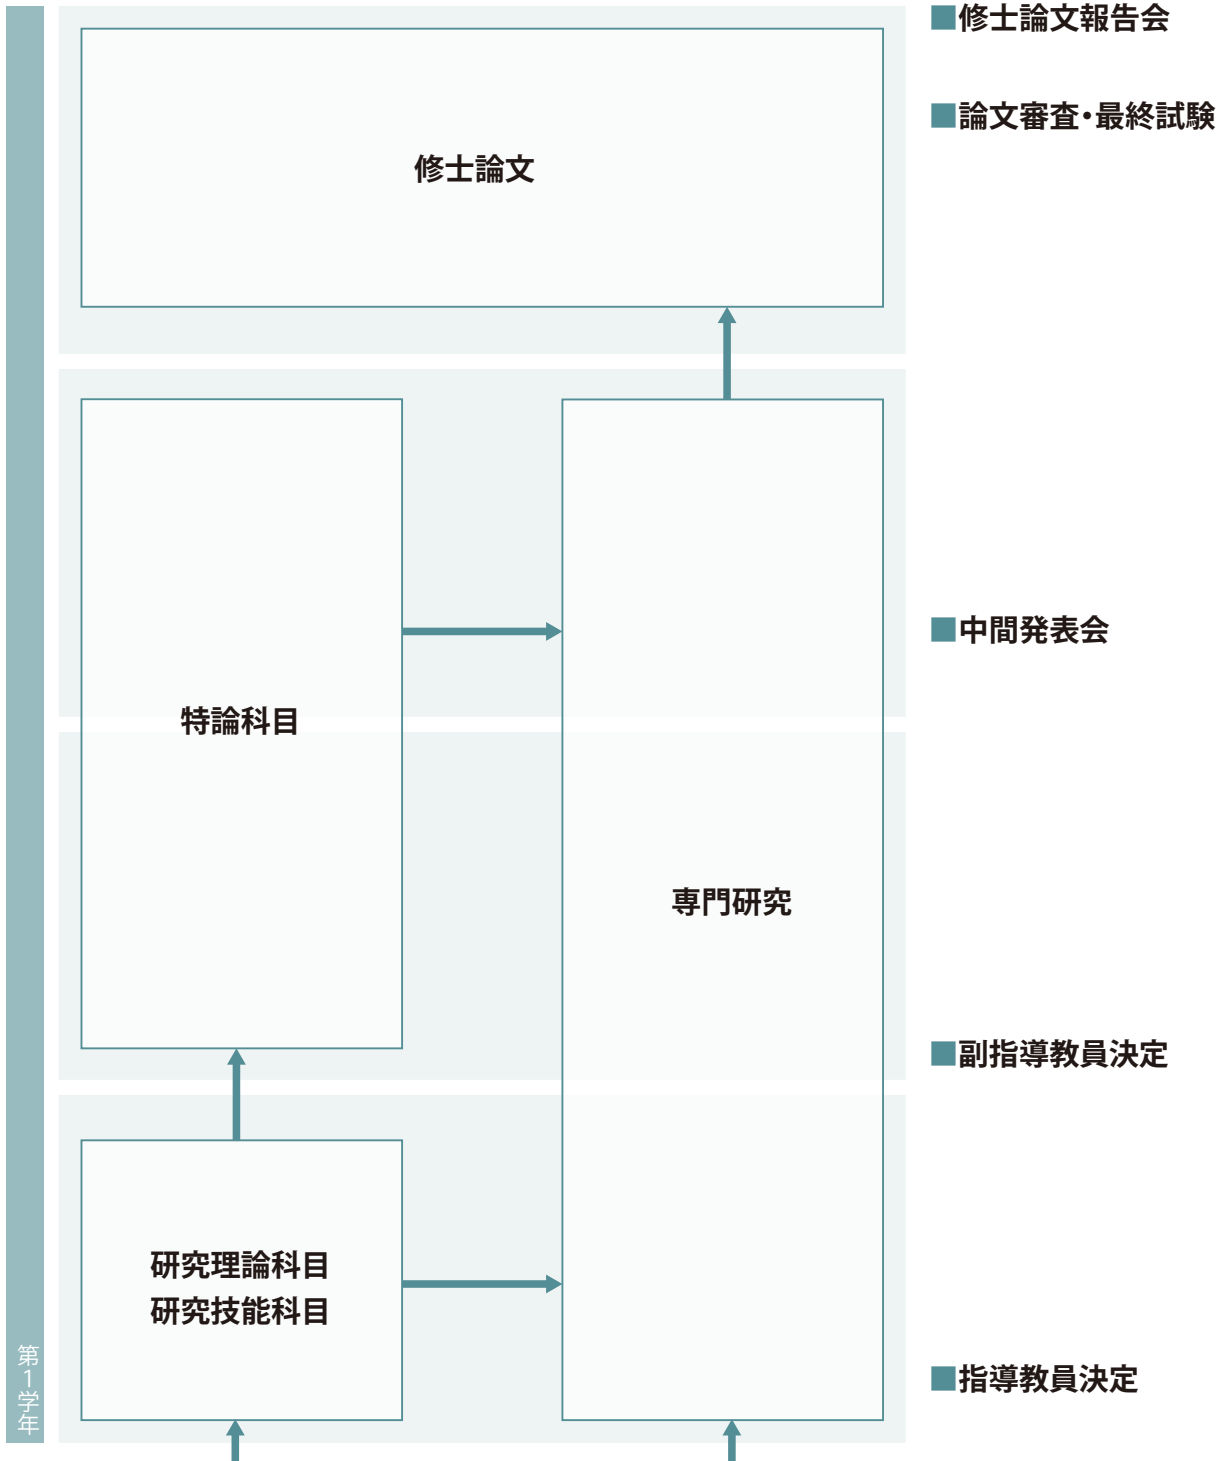 ■修士論文報告会
■論文審査・最終試験
修士論文
■中間発表会
特論科目
専門研究
■副指導教員決定
研究理論科目
研究技能科目
第1学年
■指導教員決定